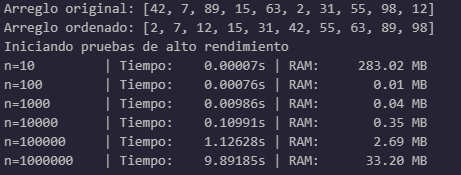 Arreglo original: [42, 7, 89, 15, 63, 2, 31, 55, 98, 12]
Arreglo ordenado: [2, 7, 12, 15, 31, 42, 55, 63, 89, 98]
Iniciando pruebas de alto rendimiento
n=10 | Tiempo: 0.00007s | RAM: 283.02 MB
n=100 | Tiempo: 0.00076s | RAM: 0.01 MB
n=1000 | Tiempo: 0.00986s | RAM: 0.04 MB
n=10000 | Tiempo: 0.10991s | RAM: 0.35 MB
n=100000 | Tiempo: 1.12628s | RAM: 2.69 MB
n=1000000 | Tiempo: 9.89185s | RAM: 33.20 MB